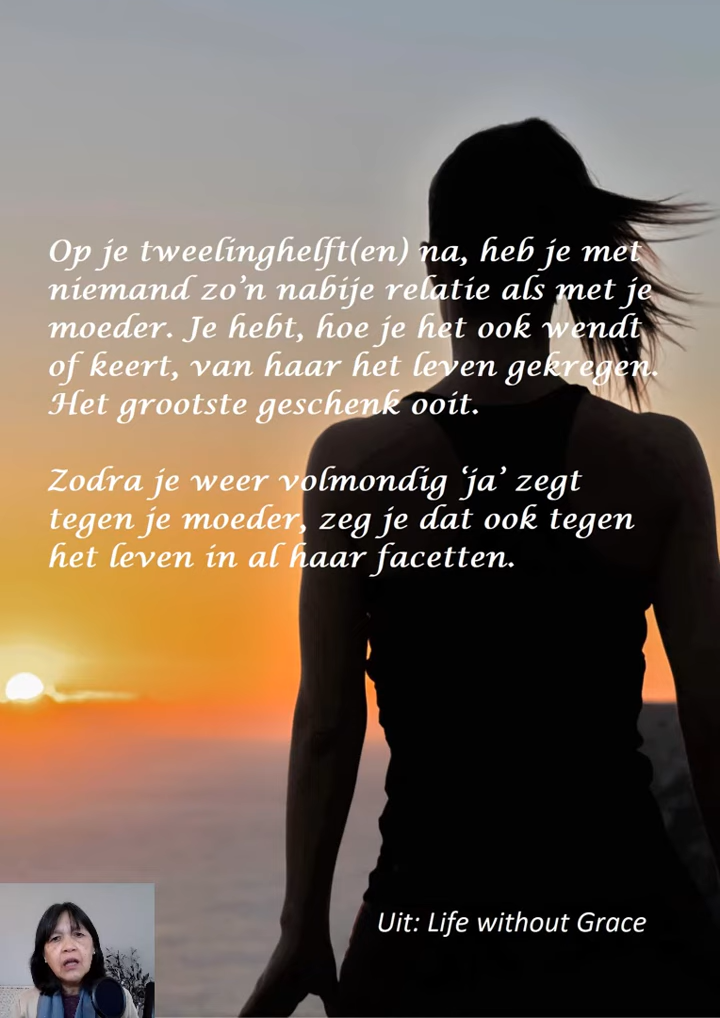 Op je tweelinghelft(en) na, heb je met
niemand zo’n nabije relatie als met je
moeder. Je hebt, hoe je het ook wendt
of keert, van haar het leven gekregen.
Het grootste geschenk ooit.
Zodra je weer volmondig ‘ja’ zegt
tegen je moeder, zeg je dat ook tegen
het leven in al haar facetten.
Uit: Life without Grace